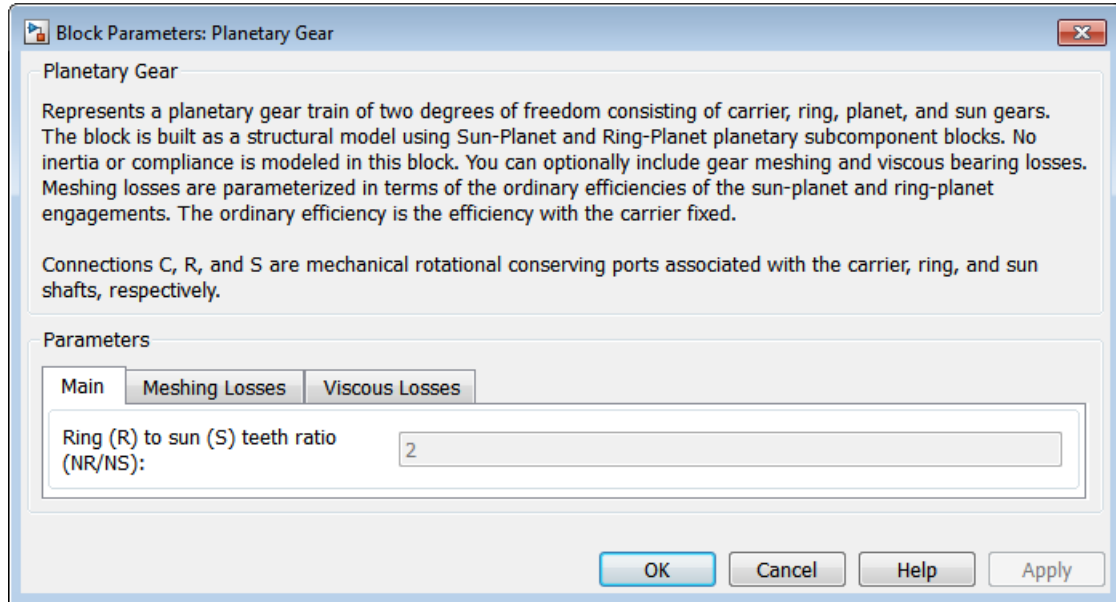 Block Parameters: Planetary Gear
Planetary Gear
Represents a planetary gear train of two degrees of freedom consisting of carrier, ring, planet, and sun gears.
The block is built as a structural model using Sun-Planet and Ring-Planet planetary subcomponent blocks. No
inertia or compliance is modeled in this block. You can optionally include gear meshing and viscous bearing losses.
Meshing losses are parameterized in terms of the ordinary efficiencies of the sun-planet and ring-planet
engagements. The ordinary efficiency is the efficiency with the carrier fixed.
Connections C, R, and S are mechanical rotational conserving ports associated with the carrier, ring, and sun
shafts, respectively.
Parameters
Main Meshing Losses Viscous Losses
Ring (R) to sun (S) teeth ratio
(NR/NS):
2
OK Cancel Help Apply